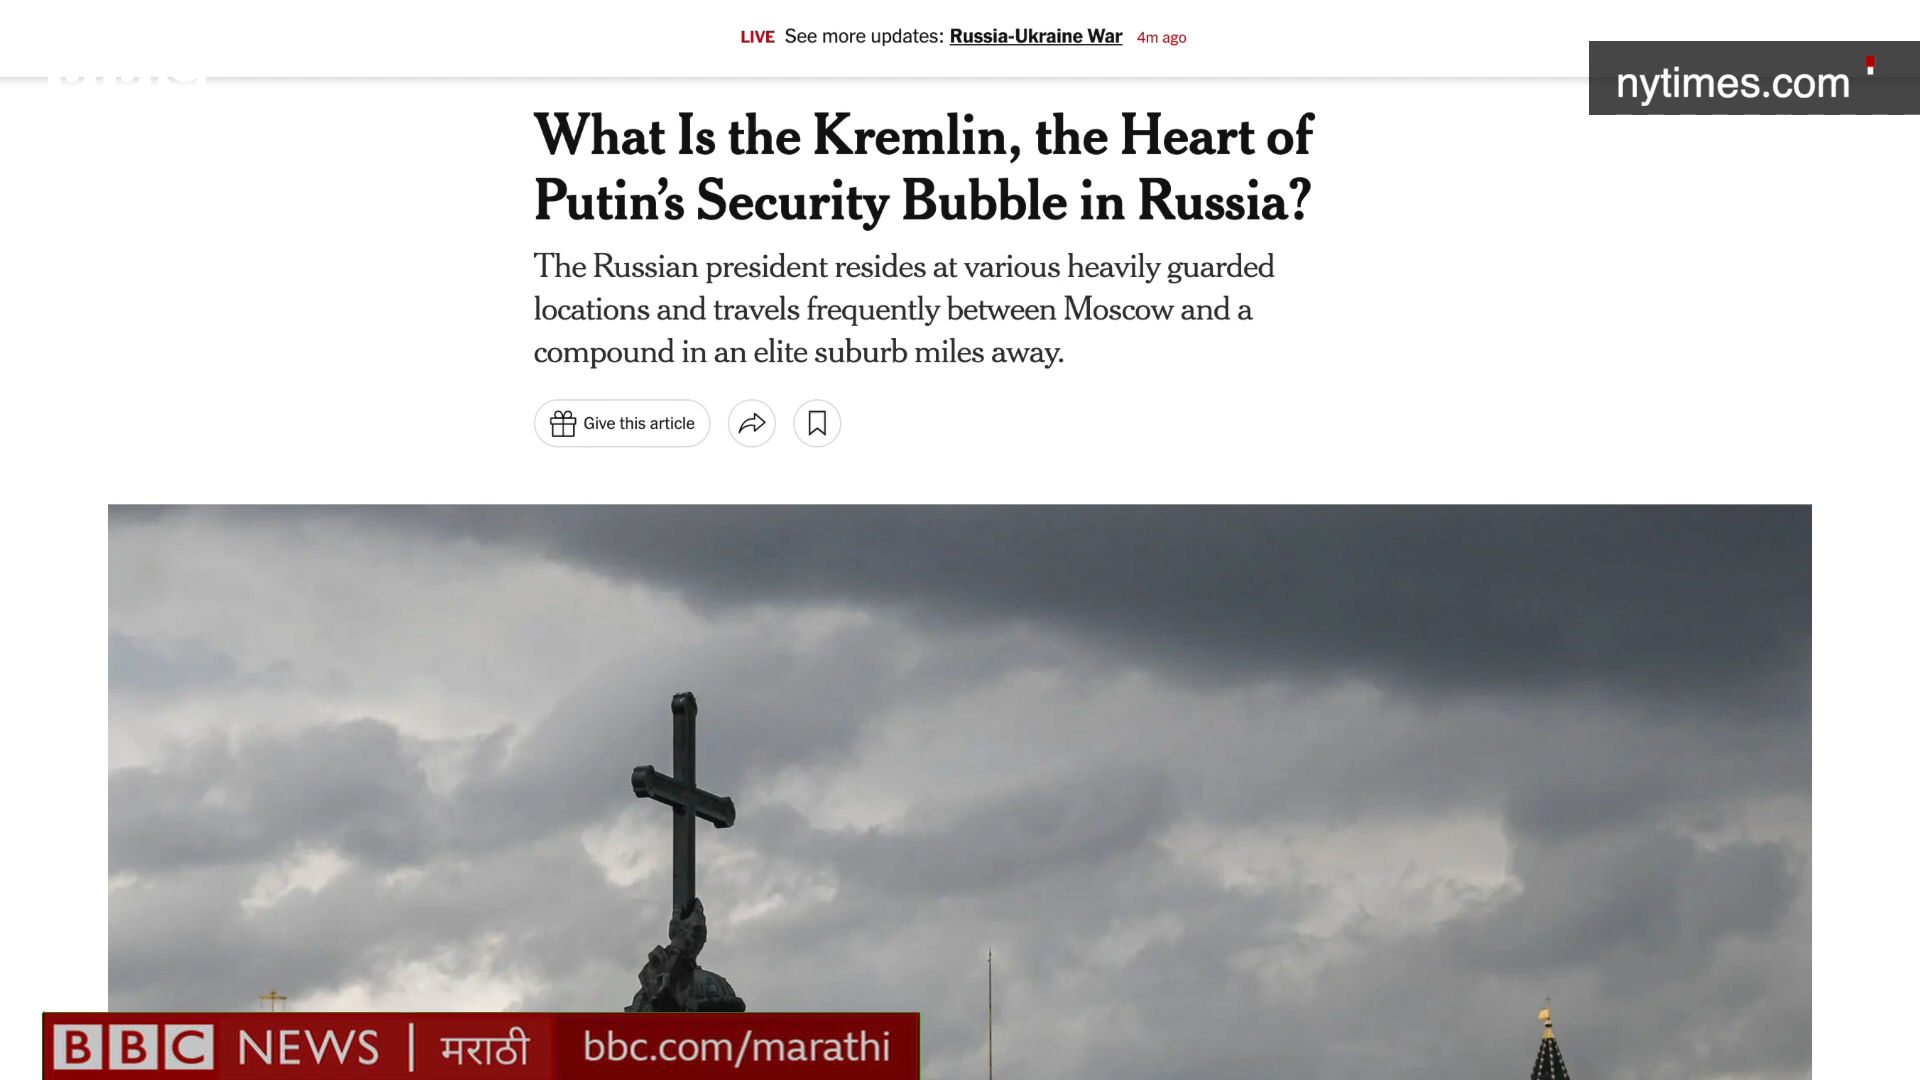 LIVE See more updates: Russia-Ukraine War 4m ago
nytimes.com
What Is the Kremlin, the Heart of
Putin’s Security Bubble in Russia?
The Russian president resides at various heavily guarded
locations and travels frequently between Moscow and a
compound in an elite suburb miles away.
Give this article
BBC NEWS | मराठी bbc.com/marathi